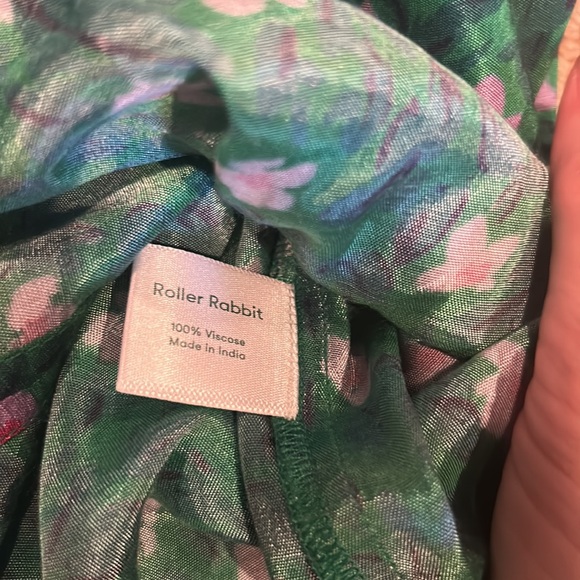 Roller Rabbit
100% Viscose
Made in India